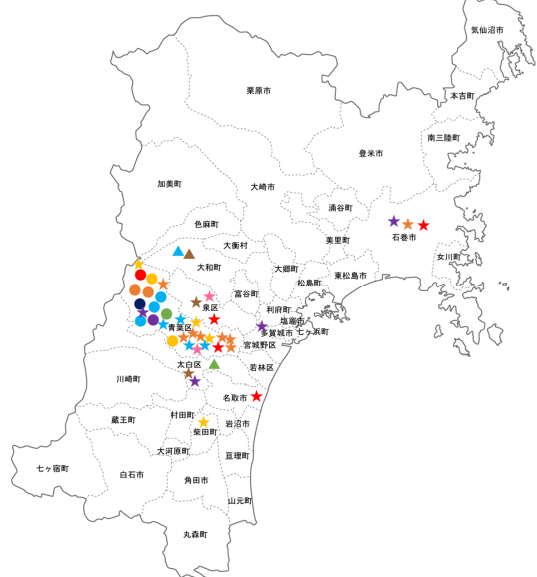 気仙沼市
本吉町
南三陸町
栗原市
登米市
加美町
大崎市
涌谷町
色麻町
石巻市
大衡村
美里町
女川町
大和町
大郷町
東松島市
松島町
富谷町
泉区
利府町
塩竈市
青葉区
多賀城市
七ヶ浜町
宮城野区
太白区
若林区
川崎町
名取市
村田町
蔵王町
岩沼市
柴田町
大河原町
亘理町
七ヶ宿町
白石市
角田市
山元町
丸森町